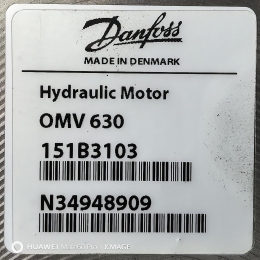 Danfoss
MADE IN DENMARK
Hydraulic Motor
OMV 630
151B3103
N34948909